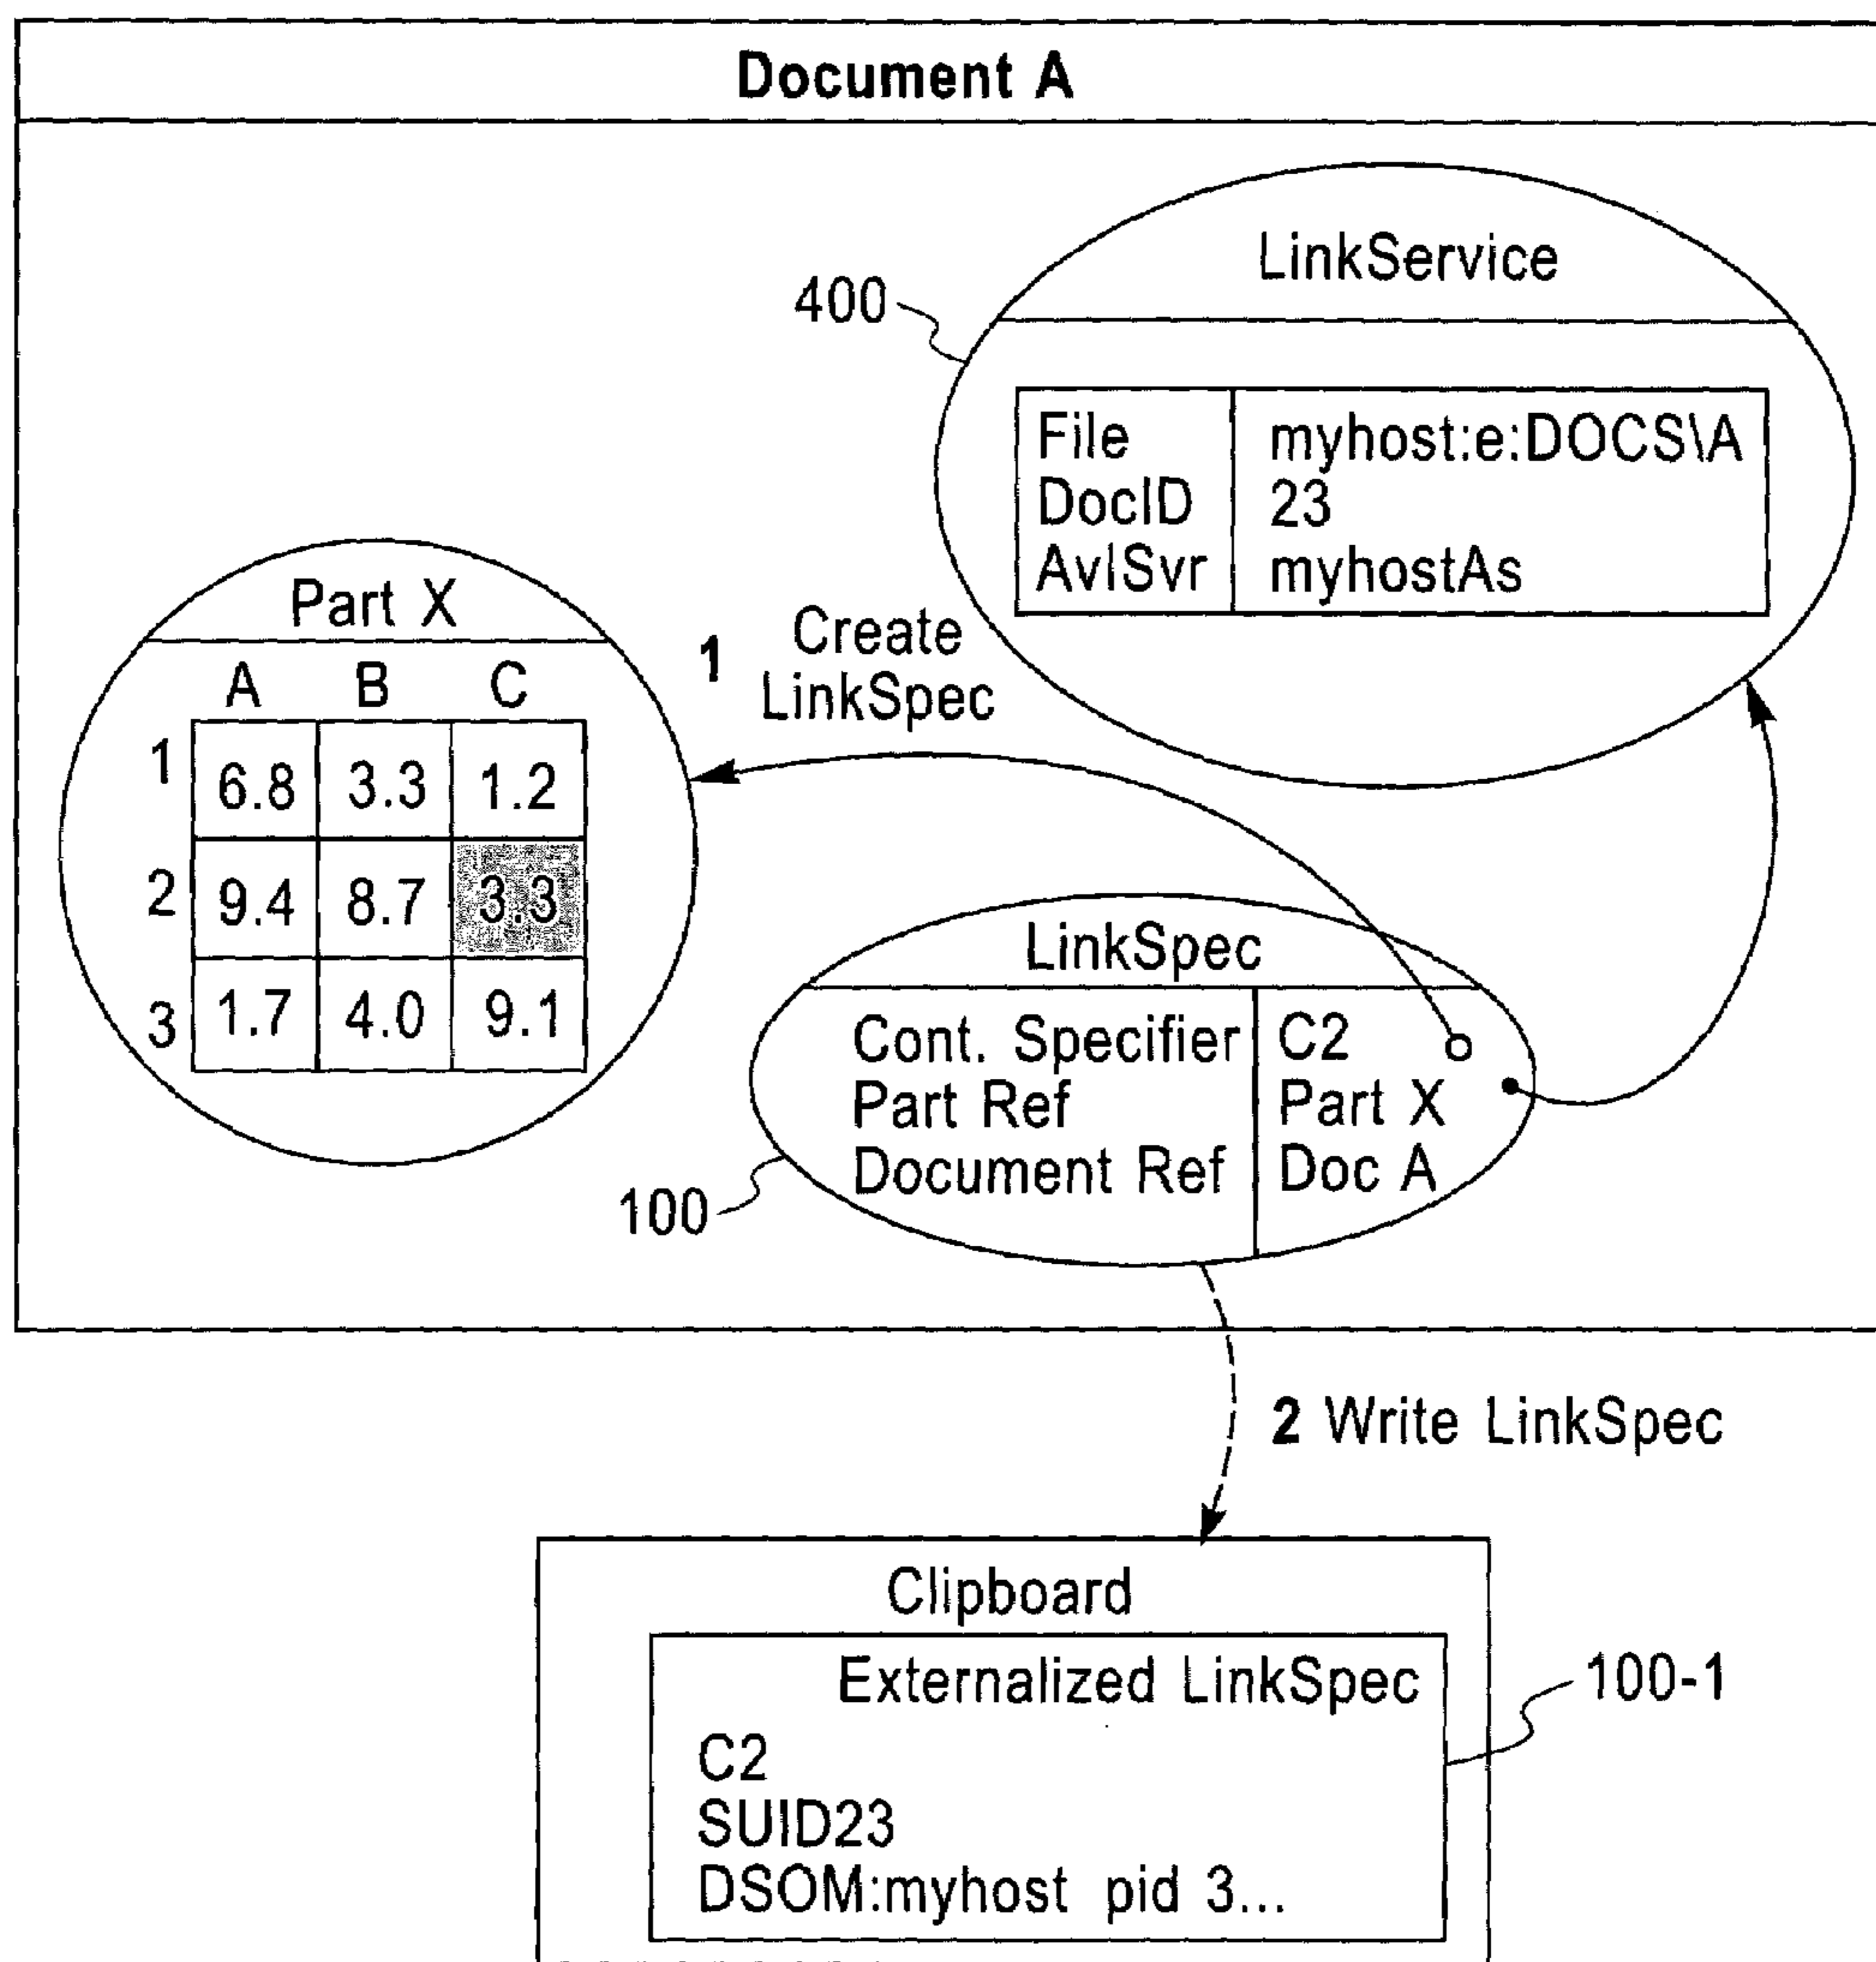 Document A
LinkService
400
File myhost:e:DOCS\A
DocID 23
AvlSvr myhostAs
Part X
A B C
1 6.8 3.3 1.2
2 9.4 8.7 3.3
3 1.7 4.0 9.1
1 Create
LinkSpec
LinkSpec
Cont. Specifier C2
Part Ref Part X
Document Ref Doc A
100
2 Write LinkSpec
Clipboard
Externalized LinkSpec
100-1
C2
SUID23
DSOM:myhost pid 3...